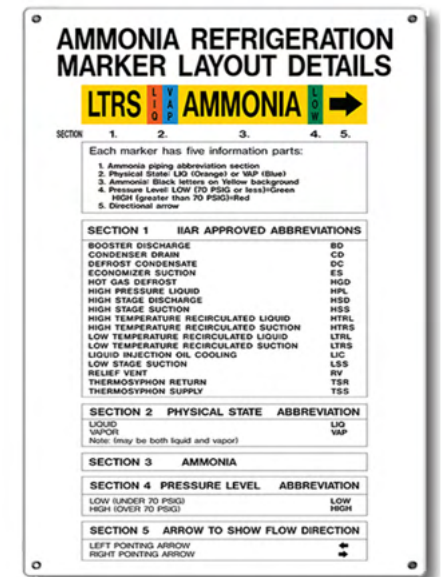 AMMONIA REFRIGERATION
MARKER LAYOUT DETAILS
LTRS LIQ VAP AMMONIA LOW ➡
SECTION 1. 2. 3. 4. 5.
Each marker has five information parts:
1. Ammonia piping abbreviation section
2. Physical State: LIQ (Orange) or VAP (Blue)
3. Ammonia: Black letters on Yellow background
4. Pressure Level: LOW (70 PSIG or less)=Green
HIGH (greater than 70 PSIG)=Red
5. Directional arrow
SECTION 1 IIAR APPROVED ABBREVIATIONS
BOOSTER DISCHARGE BD
CONDENSER DRAIN CD
DEFROST CONDENSATE DC
ECONOMIZER SUCTION ES
HOT GAS DEFROST HGD
HIGH PRESSURE LIQUID HPL
HIGH STAGE DISCHARGE HSD
HIGH STAGE SUCTION HSS
HIGH TEMPERATURE RECIRCULATED LIQUID HTRL
HIGH TEMPERATURE RECIRCULATED SUCTION HTRS
LOW TEMPERATURE RECIRCULATED LIQUID LTRL
LOW TEMPERATURE RECIRCULATED SUCTION LTRS
LIQUID INJECTION OIL COOLING LIC
LOW STAGE SUCTION LSS
RELIEF VENT RV
THERMOSYPHON RETURN TSR
THERMOSYPHON SUPPLY TSS
SECTION 2 PHYSICAL STATE ABBREVIATION
LIQUID LIQ
VAPOR VAP
Note: (may be both liquid and vapor)
SECTION 3 AMMONIA
SECTION 4 PRESSURE LEVEL ABBREVIATION
LOW (UNDER 70 PSIG) LOW
HIGH (OVER 70 PSIG) HIGH
SECTION 5 ARROW TO SHOW FLOW DIRECTION
LEFT POINTING ARROW ⬅
RIGHT POINTING ARROW ➡